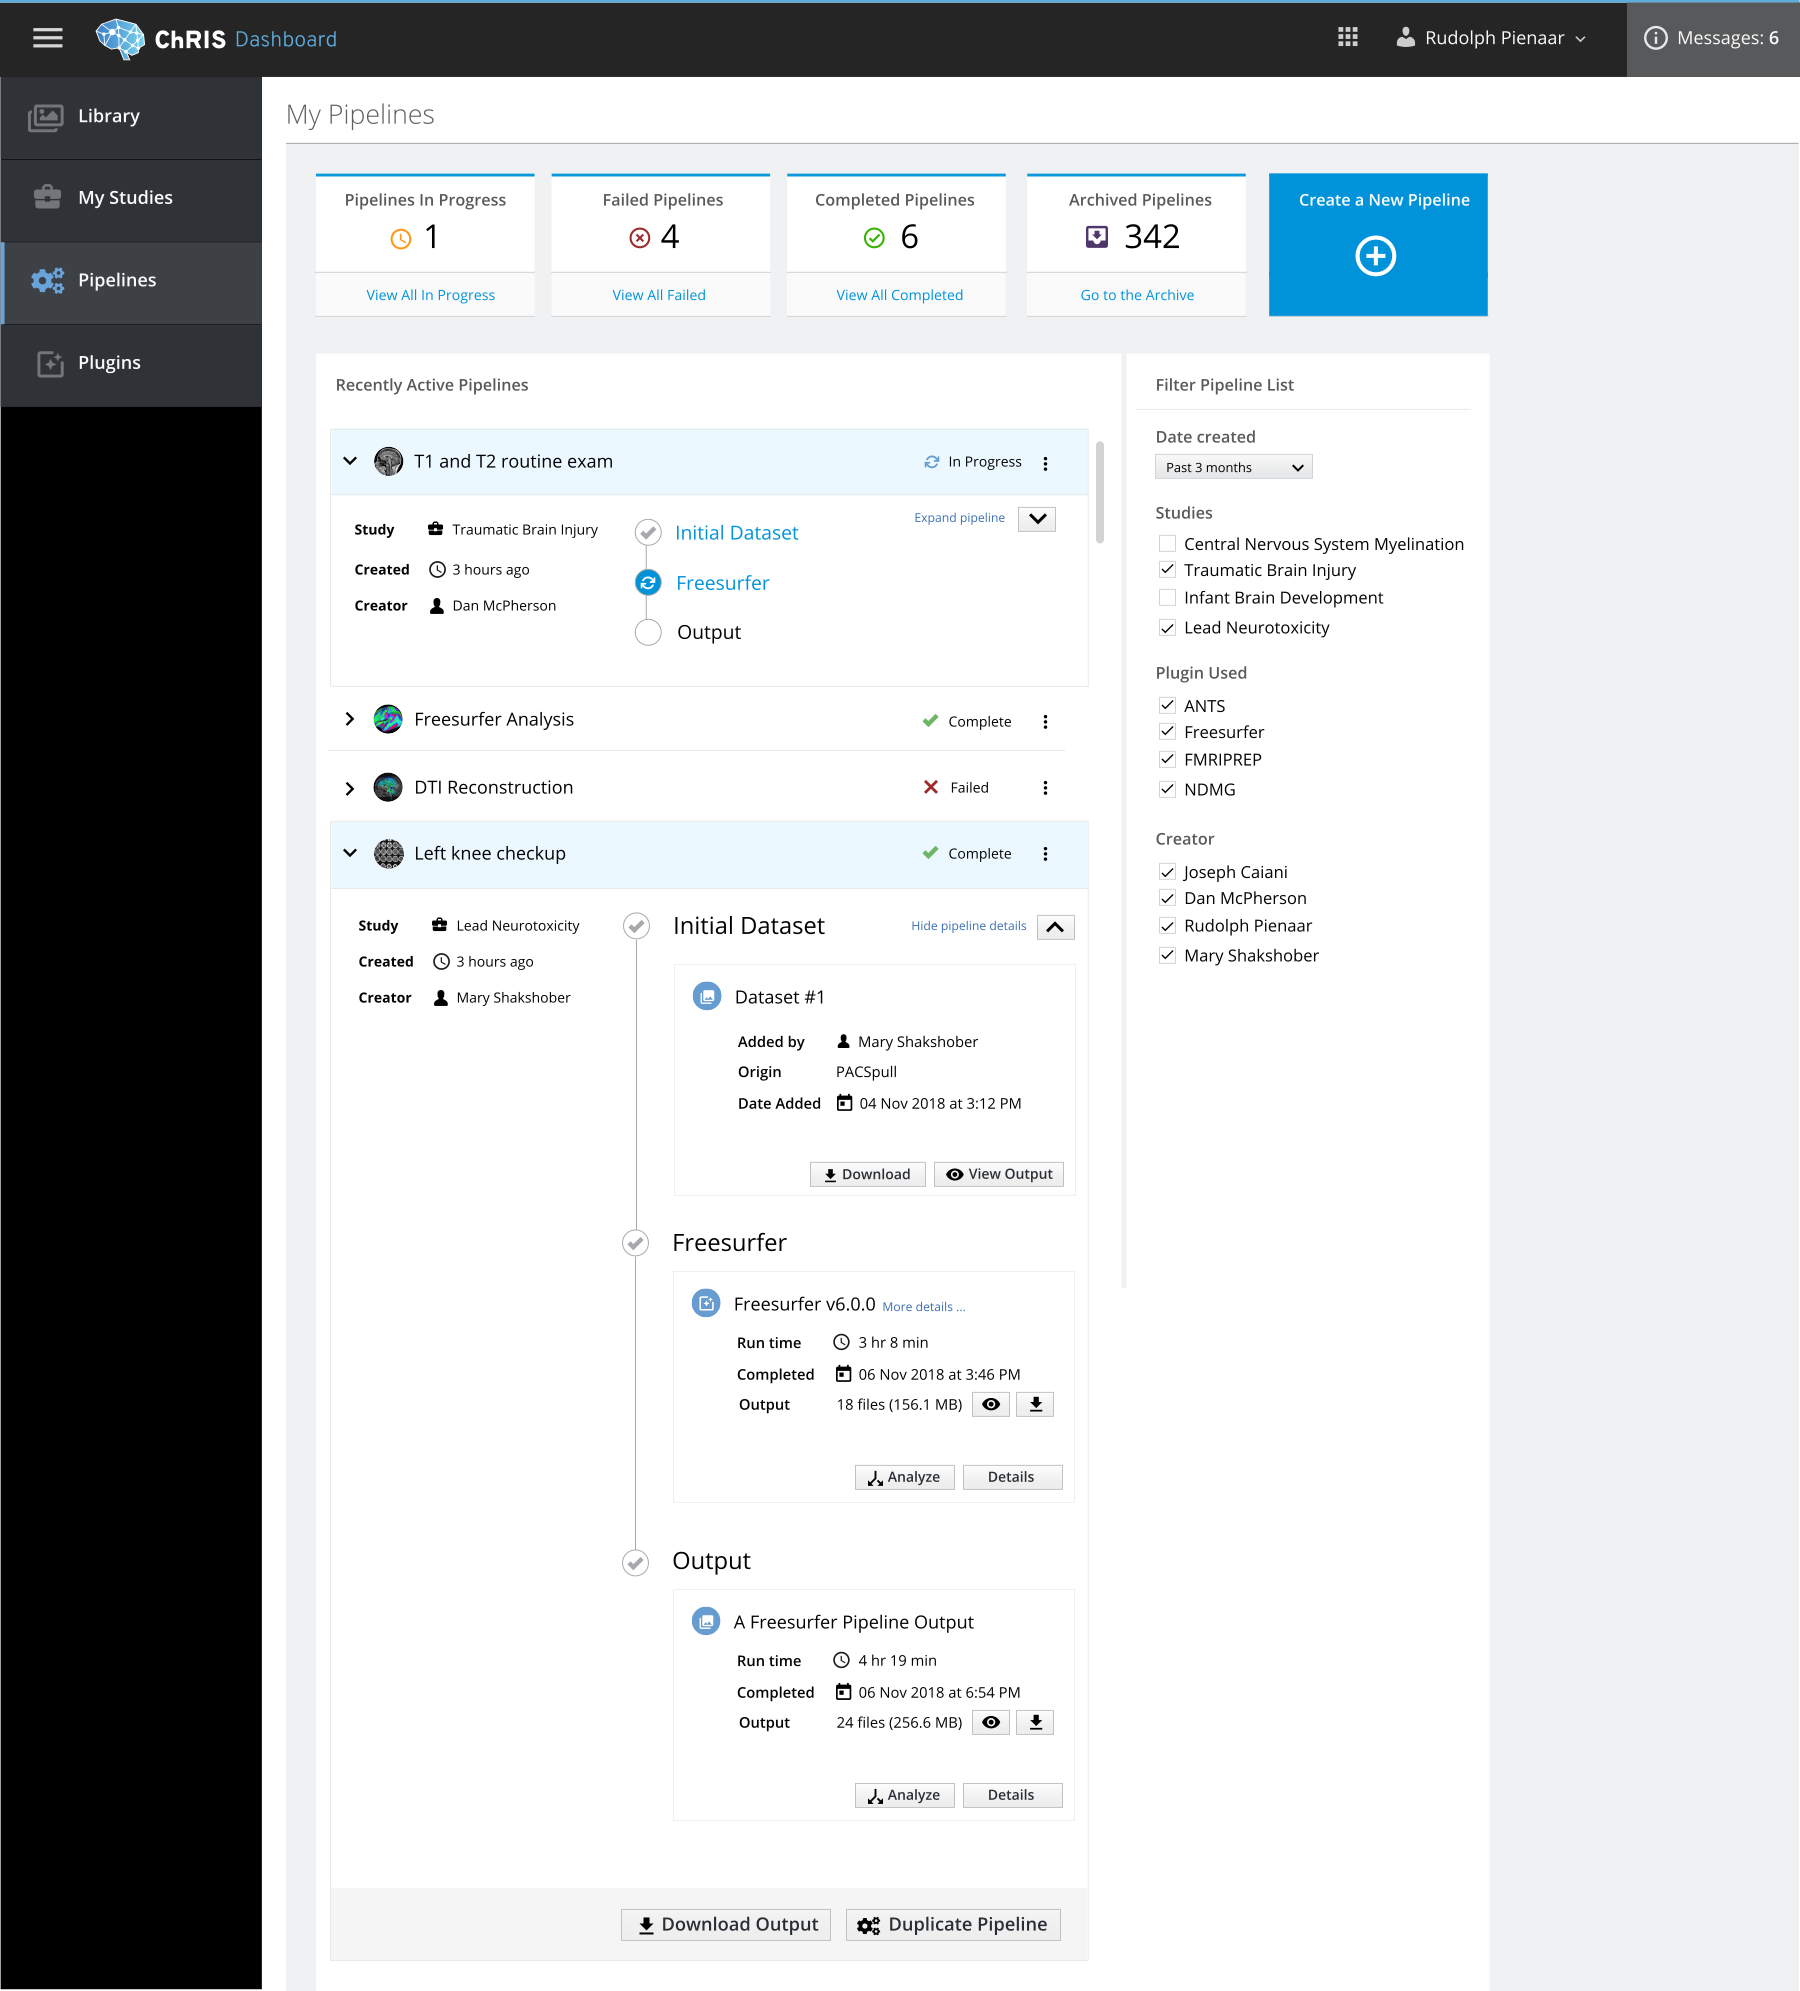 ChRIS Dashboard
Rudolph Pienaar
Messages: 6
Library
My Studies
Pipelines
Plugins
My Pipelines
Pipelines In Progress
1
View All In Progress
Failed Pipelines
4
View All Failed
Completed Pipelines
6
View All Completed
Archived Pipelines
342
Go to the Archive
Create a New Pipeline
Recently Active Pipelines
T1 and T2 routine exam
In Progress
Study Traumatic Brain Injury
Created 3 hours ago
Creator Dan McPherson
Initial Dataset
Freesurfer
Output
Expand pipeline
Freesurfer Analysis
Complete
DTI Reconstruction
Failed
Left knee checkup
Complete
Study Lead Neurotoxicity
Created 3 hours ago
Creator Mary Shakshober
Initial Dataset
Hide pipeline details
Dataset #1
Added by Mary Shakshober
Origin PACSpull
Date Added 04 Nov 2018 at 3:12 PM
Download
View Output
Freesurfer
Freesurfer v6.0.0 More details ...
Run time 3 hr 8 min
Completed 06 Nov 2018 at 3:46 PM
Output 18 files (156.1 MB)
Analyze
Details
Output
A Freesurfer Pipeline Output
Run time 4 hr 19 min
Completed 06 Nov 2018 at 6:54 PM
Output 24 files (256.6 MB)
Analyze
Details
Download Output
Duplicate Pipeline
Filter Pipeline List
Date created
Past 3 months
Studies
Central Nervous System Myelination
Traumatic Brain Injury
Infant Brain Development
Lead Neurotoxicity
Plugin Used
ANTS
Freesurfer
FMRIPREP
NDMG
Creator
Joseph Caiani
Dan McPherson
Rudolph Pienaar
Mary Shakshober